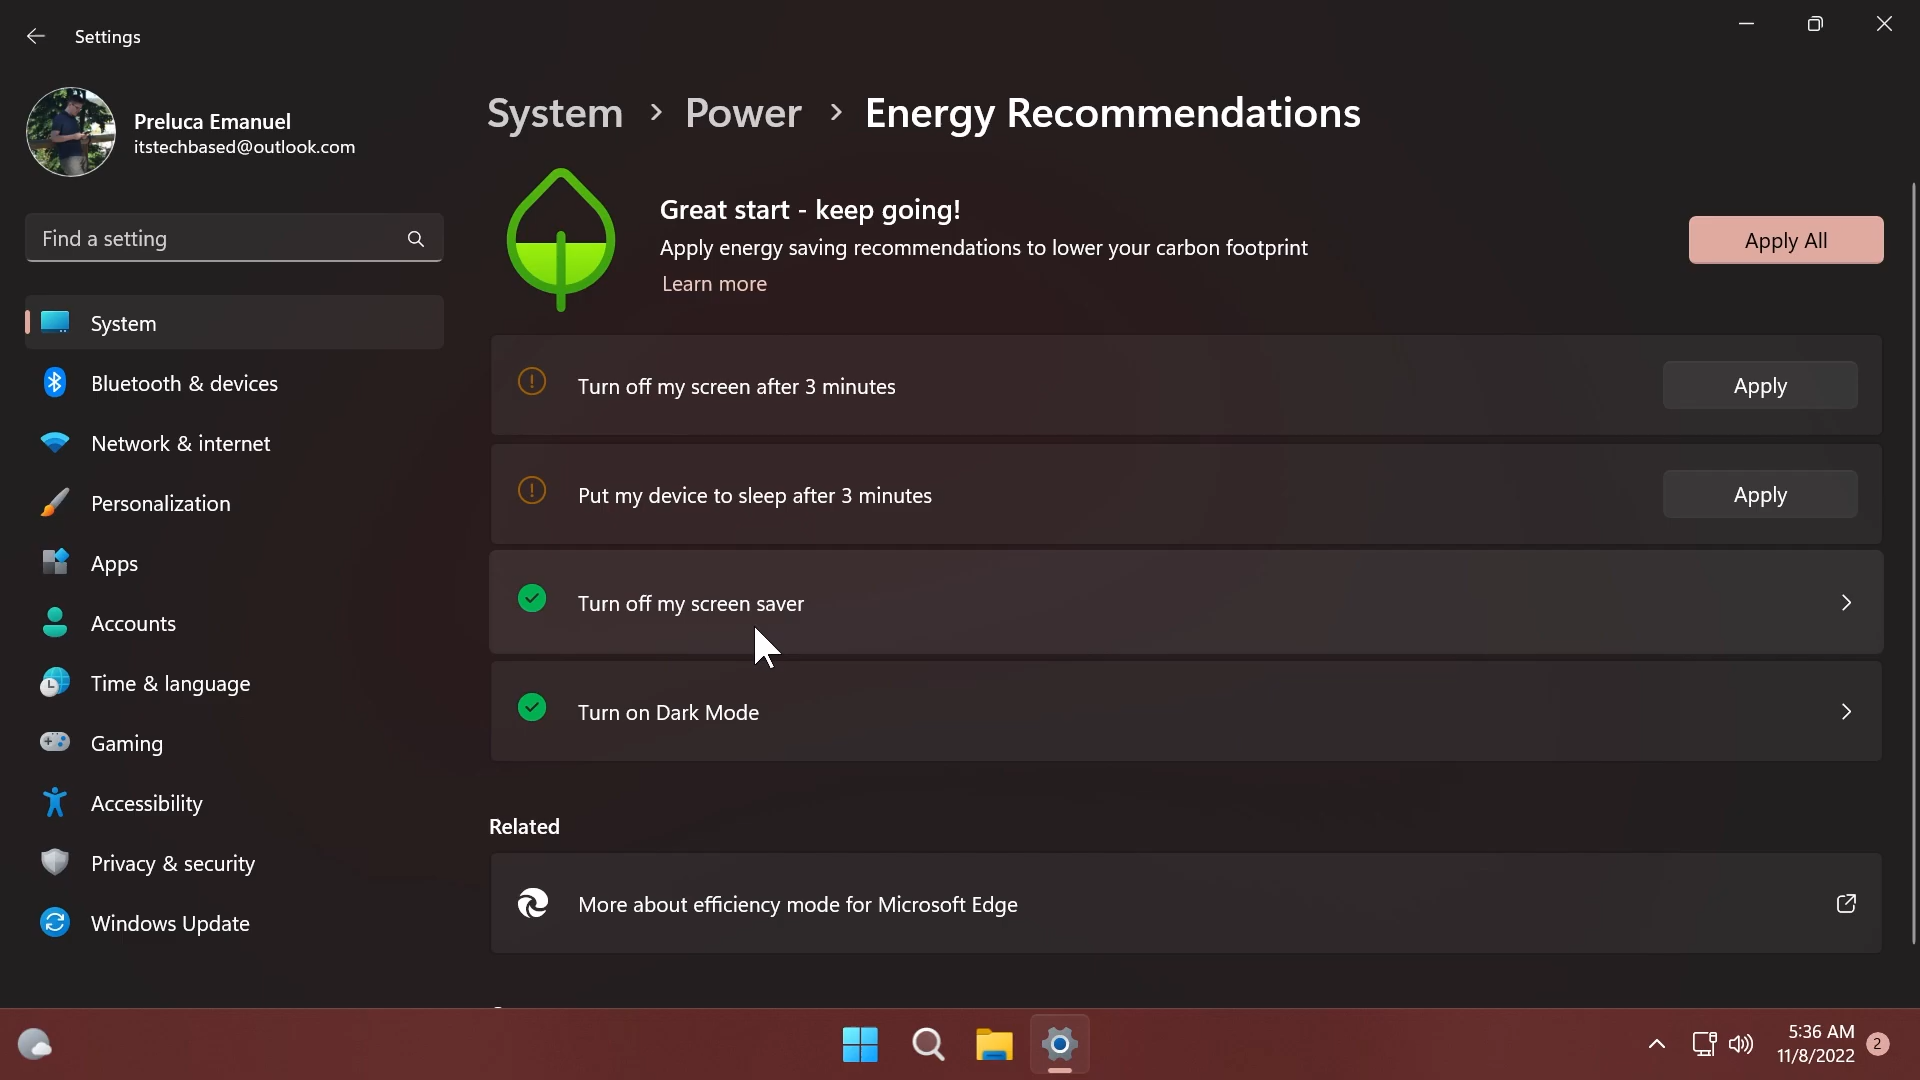 Settings
Preluca Emanuel
itstechbased@outlook.com
Find a setting
System
Bluetooth & devices
Network & internet
Personalization
Apps
Accounts
Time & language
Gaming
Accessibility
Privacy & security
Windows Update
System > Power > Energy Recommendations
Great start - keep going!
Apply energy saving recommendations to lower your carbon footprint
Learn more
Apply All
Turn off my screen after 3 minutes
Apply
Put my device to sleep after 3 minutes
Apply
Turn off my screen saver
Turn on Dark Mode
Related
More about efficiency mode for Microsoft Edge
5:36 AM
11/8/2022
2